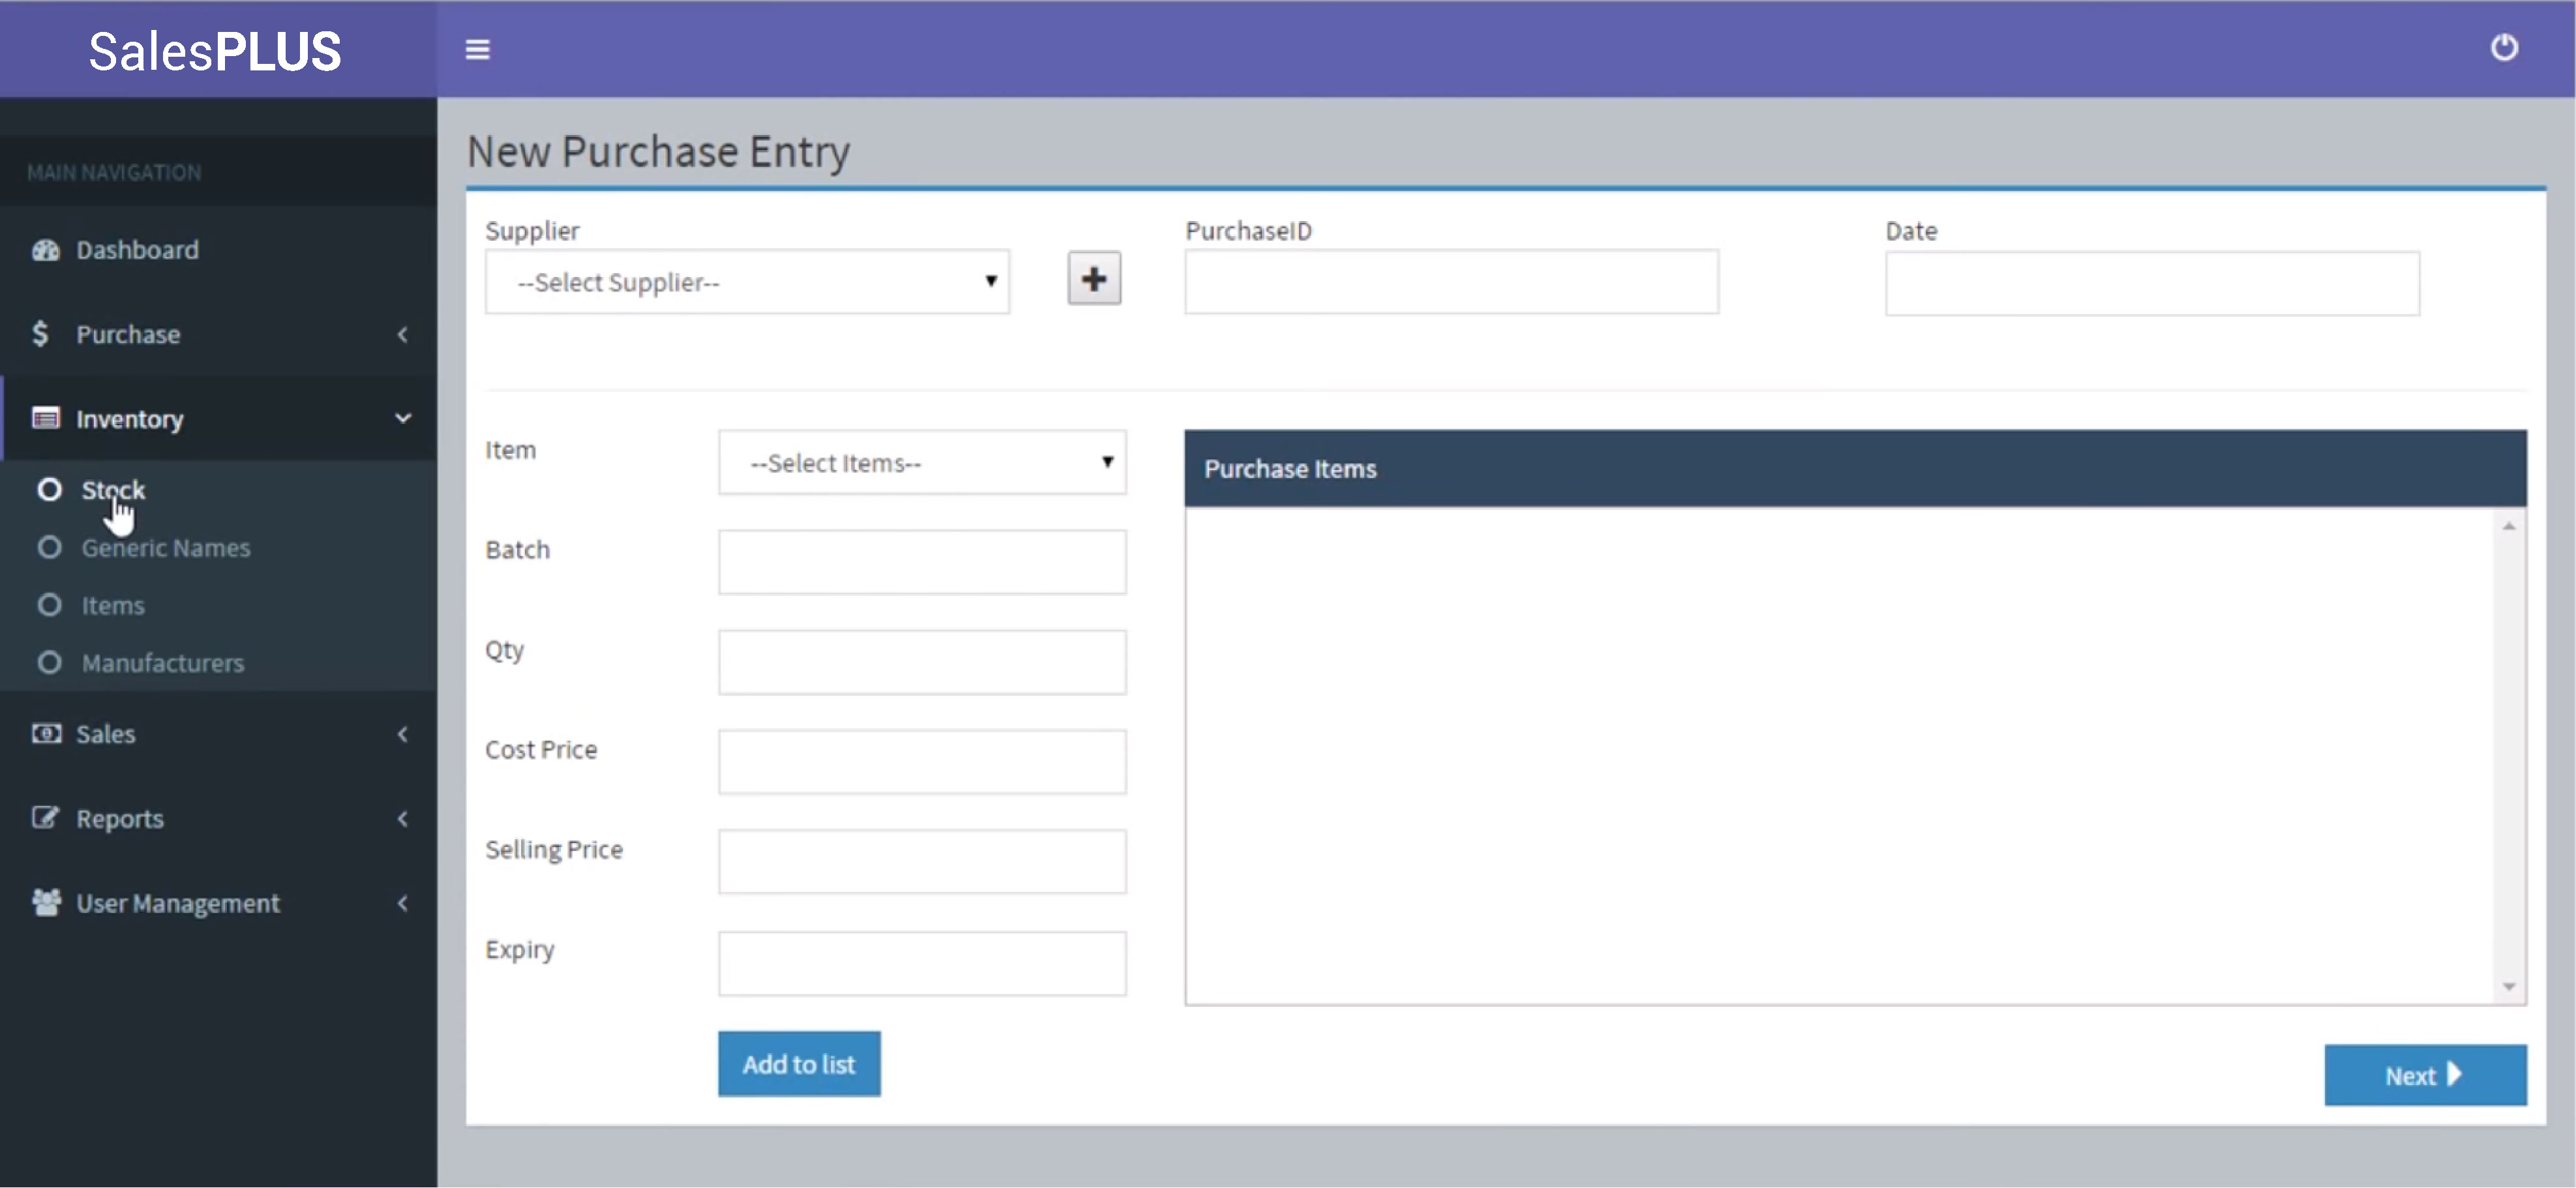 SalesPLUS
MAIN NAVIGATION
Dashboard
Purchase
Inventory
Stock
Generic Names
Items
Manufacturers
Sales
Reports
User Management
New Purchase Entry
Supplier
--Select Supplier--
PurchaseID
Date
Item
--Select Items--
Batch
Qty
Cost Price
Selling Price
Expiry
Add to list
Purchase Items
Next